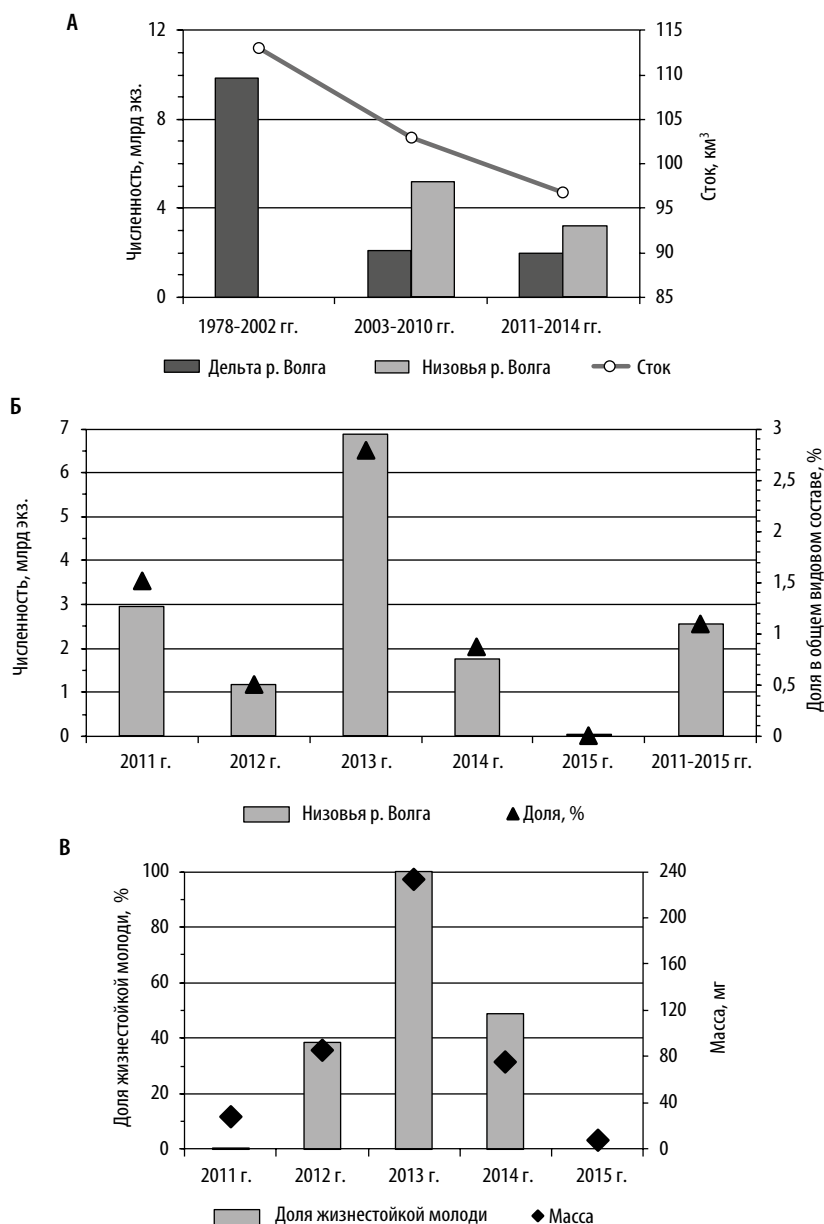 А
Численность, млрд экз.
12
8
4
0
115
110
105
100
95
90
85
Сток, км³
1978-2002 гг.
2003-2010 гг.
2011-2014 гг.
Дельта р. Волга
Низовья р. Волга
Сток
Б
Численность, млрд экз.
7
6
5
4
3
2
1
0
3
2,5
2
1,5
1
0,5
0
Доля в общем видовом составе, %
2011 г.
2012 г.
2013 г.
2014 г.
2015 г.
2011-2015 гг.
Низовья р. Волга
Доля, %
В
Доля жизнестойкой молоди, %
100
80
60
40
20
0
240
200
160
120
80
40
0
Масса, мг
2011 г.
2012 г.
2013 г.
2014 г.
2015 г.
Доля жизнестойкой молоди
Масса